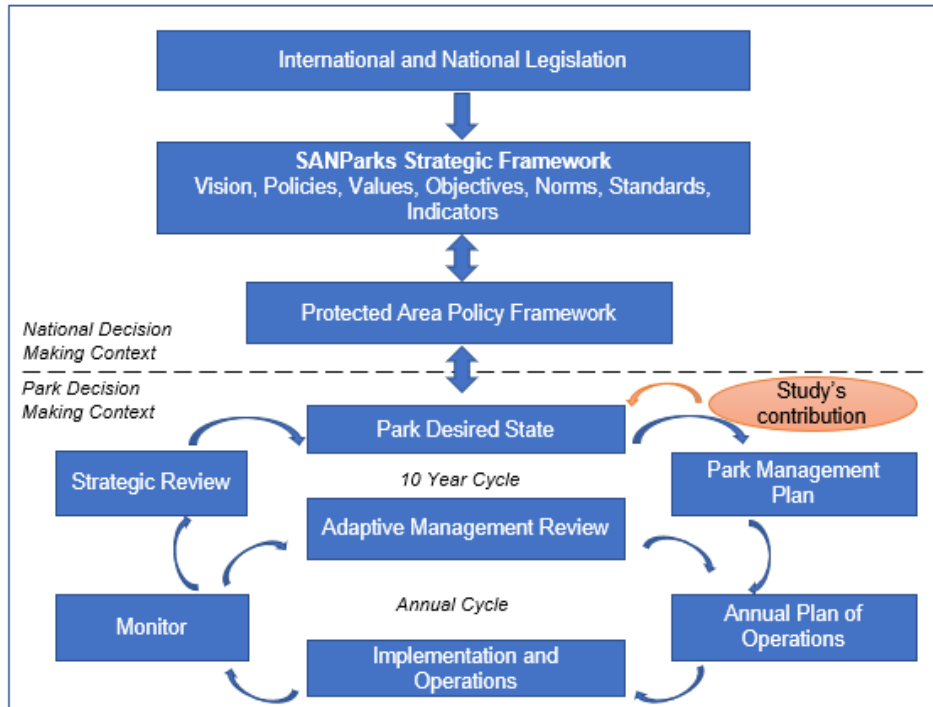 International and National Legislation
SANParks Strategic Framework
Vision, Policies, Values, Objectives, Norms, Standards,
Indicators
Protected Area Policy Framework
National Decision
Making Context
Park Decision
Making Context
Study's
contribution
Park Desired State
Strategic Review
10 Year Cycle
Park Management
Plan
Adaptive Management Review
Annual Cycle
Monitor
Annual Plan of
Operations
Implementation and
Operations